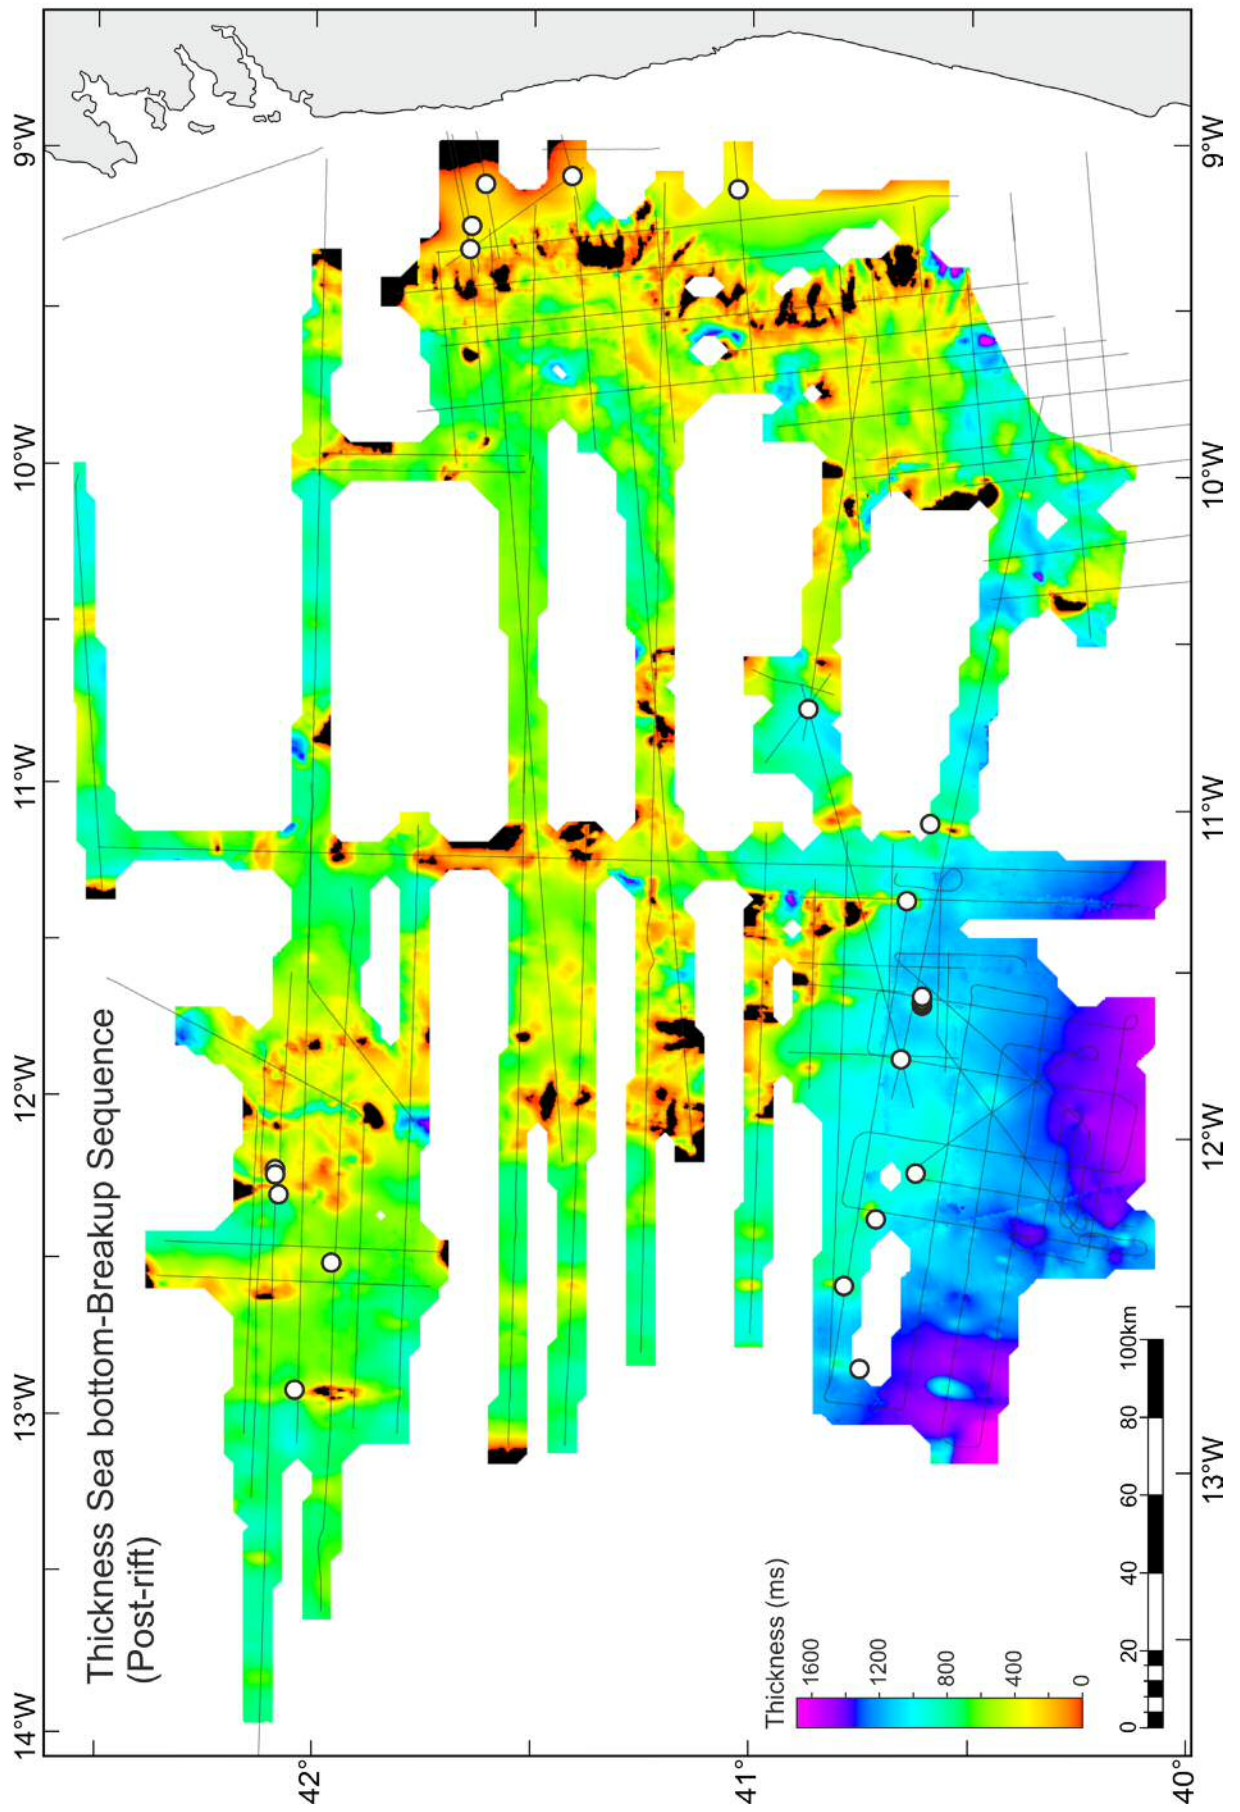 Thickness Sea bottom-Breakup Sequence
(Post-rift)
14°W
13°W
12°W
11°W
10°W
9°W
42°
41°
40°
13°W
12°W
11°W
10°W
9°W
Thickness (ms)
1600
1200
800
400
0
0
20
40
60
80
100km